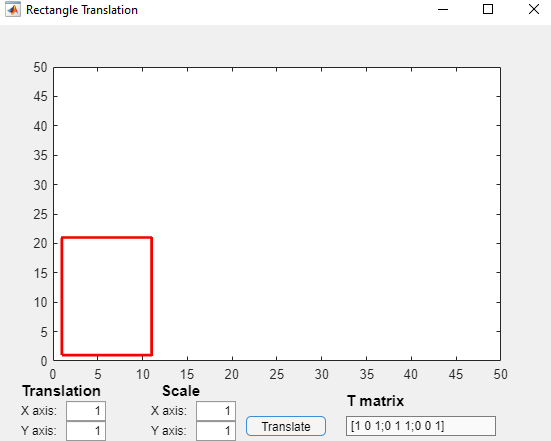 Rectangle Translation
50
45
40
35
30
25
20
15
10
5
0
0 5 10 15 20 25 30 35 40 45 50
Translation Scale T matrix
X axis: 1 X axis: 1
Y axis: 1 Y axis: 1 Translate [1 0 1;0 1 1;0 0 1]